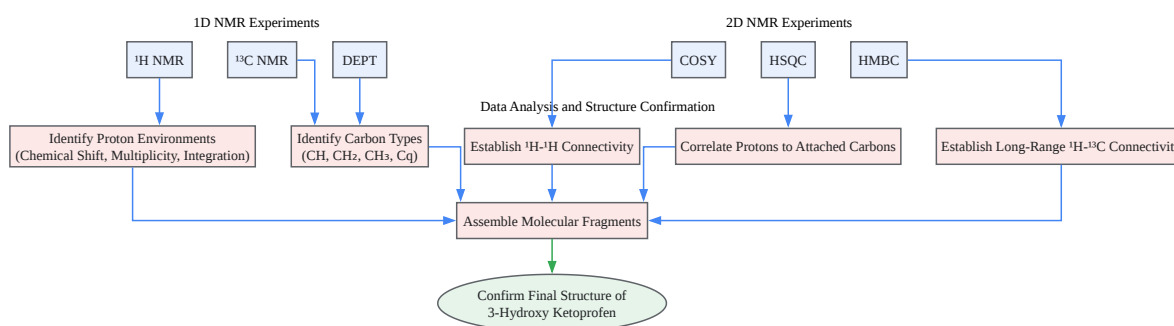 1D NMR Experiments
2D NMR Experiments
¹H NMR
¹³C NMR
DEPT
COSY
HSQC
HMBC
Data Analysis and Structure Confirmation
Identify Proton Environments
(Chemical Shift, Multiplicity, Integration)
Identify Carbon Types
(CH, CH₂, CH₃, Cq)
Establish ¹H-¹H Connectivity
Correlate Protons to Attached Carbons
Establish Long-Range ¹H-¹³C Connectivit
Assemble Molecular Fragments
Confirm Final Structure of
3-Hydroxy Ketoprofen